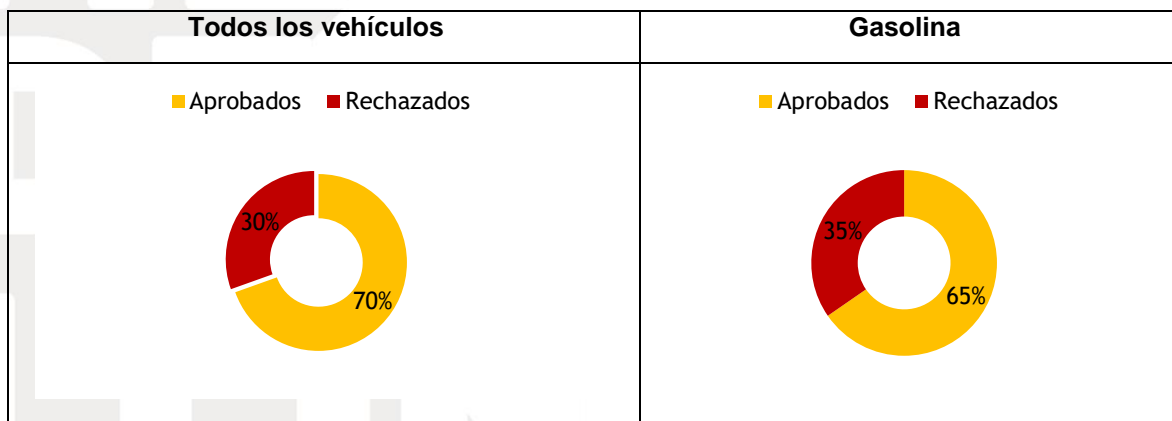 Todos los vehículos
Gasolina
Aprobados Rechazados
30%
70%
Aprobados Rechazados
35%
65%